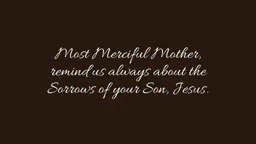 Most Merciful Mother,
remind us always about the
Sorrows of your Son, Jesus.